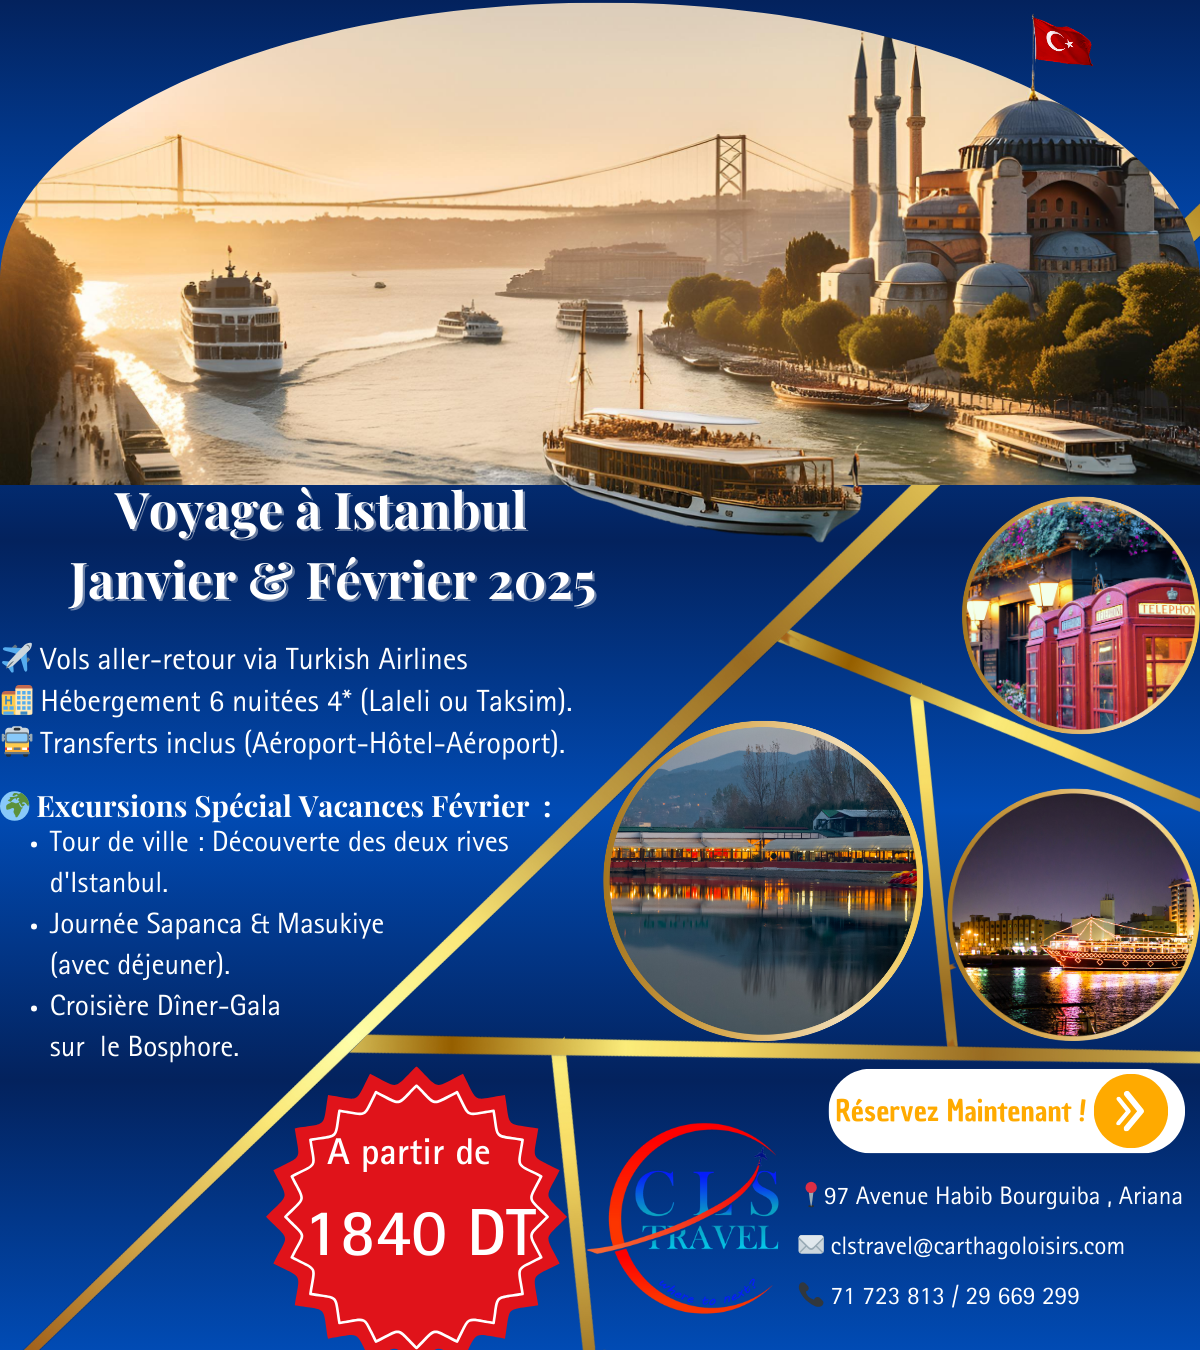 Voyage à Istanbul
Janvier & Février 2025
Vols aller-retour via Turkish Airlines
Hébergement 6 nuitées 4* (Laleli ou Taksim).
Transferts inclus (Aéroport-Hôtel-Aéroport).
Excursions Spécial Vacances Février :
• Tour de ville : Découverte des deux rives
d'Istanbul.
• Journée Sapanca & Masukiye
(avec déjeuner).
• Croisière Dîner-Gala
sur le Bosphore.
A partir de
1840 DT
CLS
TRAVEL
Réservez Maintenant !
97 Avenue Habib Bourguiba , Ariana
clstravel@carthagoloisirs.com
71 723 813 / 29 669 299
TELEPHONE
TELEPHON